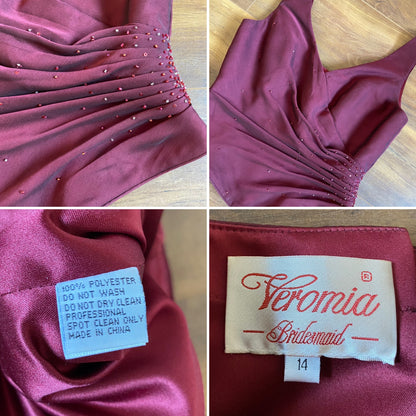 100% POLYESTER
DO NOT WASH
DO NOT DRY CLEAN
PROFESSIONAL
SPOT CLEAN ONLY
MADE IN CHINA
Veromia ®
Bridesmaid
14